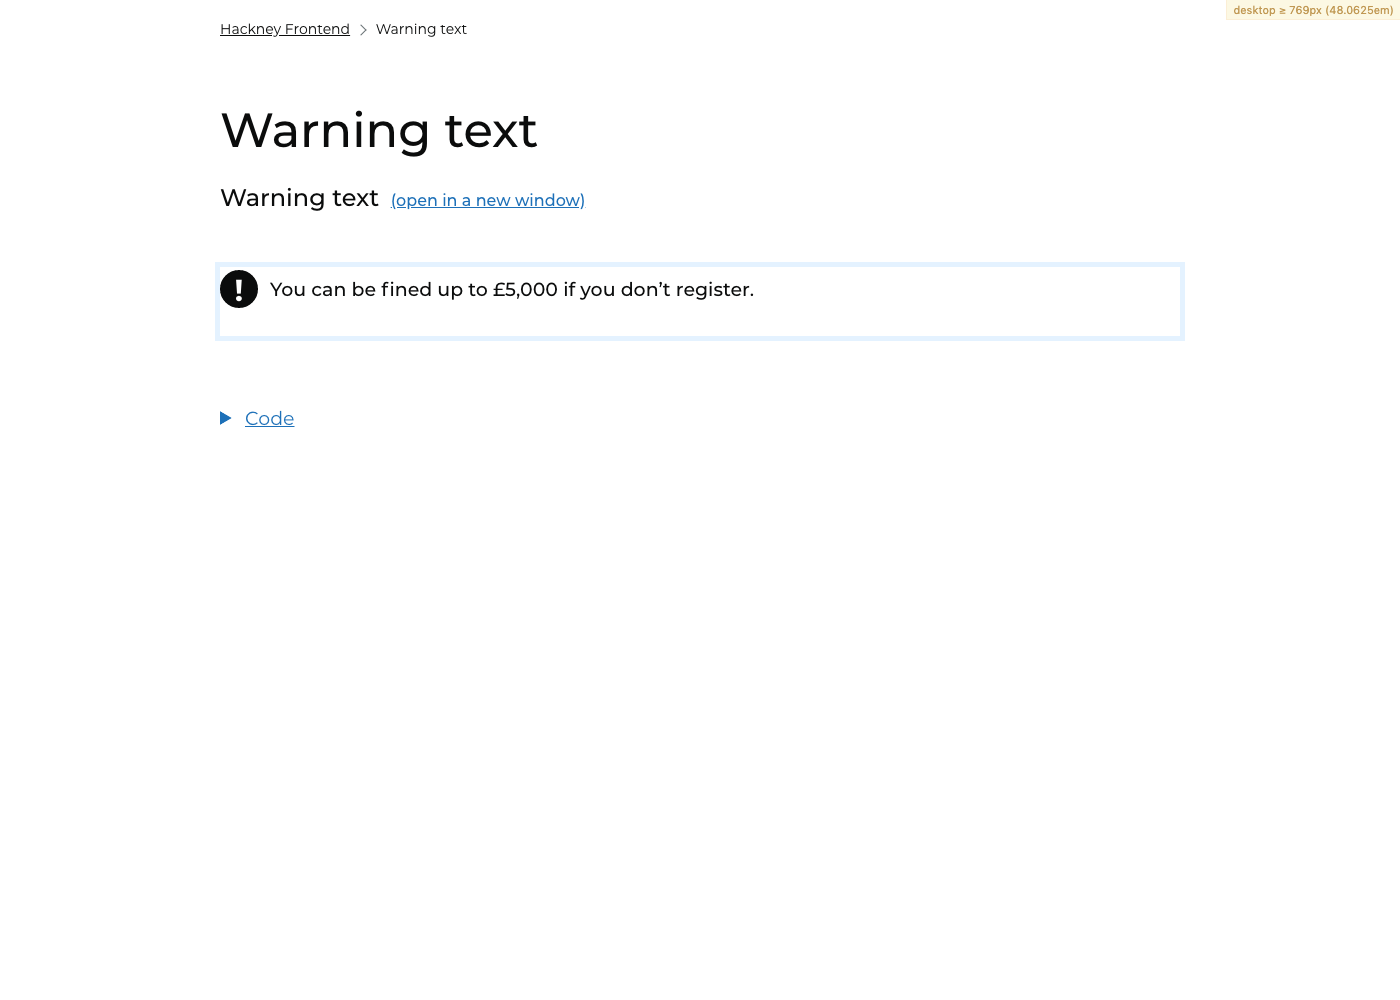 desktop ≥ 769px (48.0625em)
Hackney Frontend > Warning text
Warning text
Warning text (open in a new window)
! You can be fined up to £5,000 if you don’t register.
Code